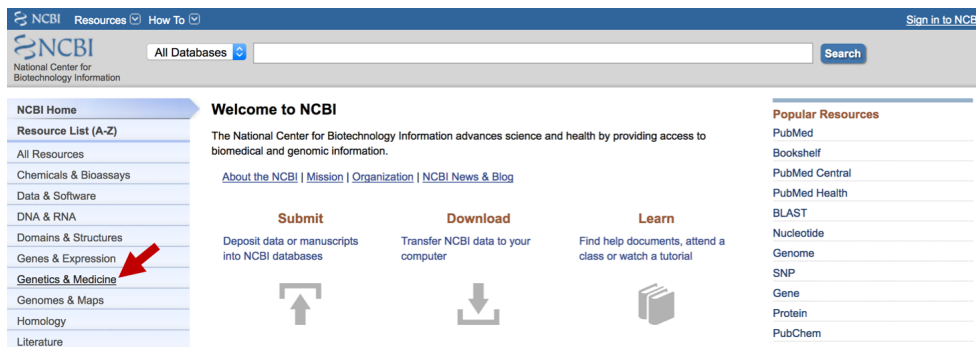 NCBI Resources How To Sign in to NCB
NCBI
National Center for
Biotechnology Information
All Databases
Search
NCBI Home
Resource List (A-Z)
All Resources
Chemicals & Bioassays
Data & Software
DNA & RNA
Domains & Structures
Genes & Expression
Genetics & Medicine
Genomes & Maps
Homology
Literature
Welcome to NCBI
The National Center for Biotechnology Information advances science and health by providing access to
biomedical and genomic information.
About the NCBI | Mission | Organization | NCBI News & Blog
Submit
Deposit data or manuscripts
into NCBI databases
Download
Transfer NCBI data to your
computer
Learn
Find help documents, attend a
class or watch a tutorial
Popular Resources
PubMed
Bookshelf
PubMed Central
PubMed Health
BLAST
Nucleotide
Genome
SNP
Gene
Protein
PubChem